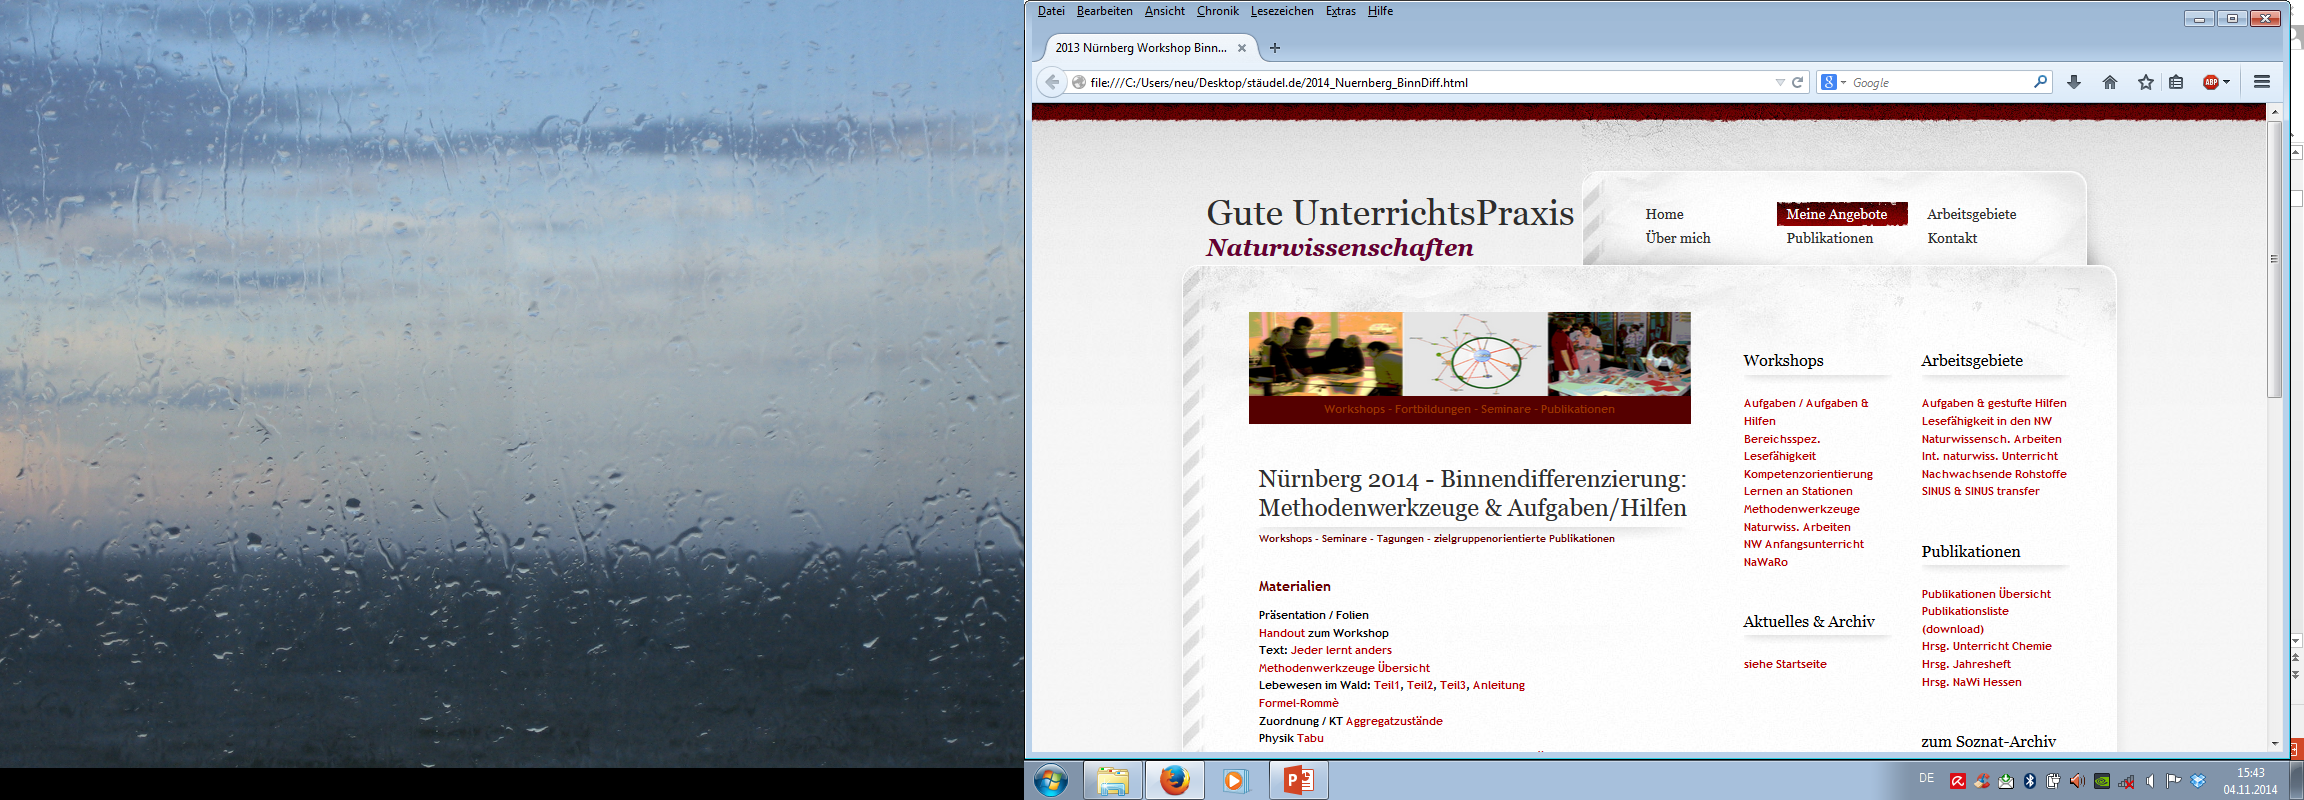 Datei Bearbeiten Ansicht Chronik Lesezeichen Extras Hilfe
2013 Nürnberg Workshop Binn...
file:///C:/Users/neu/Desktop/stäudel.de/2014_Nuernberg_BinnDiff.html
Google
ABP
Gute UnterrichtsPraxis
Naturwissenschaften
Home Meine Angebote Arbeitsgebiete
Über mich Publikationen Kontakt
Workshops - Fortbildungen - Seminare - Publikationen
Nürnberg 2014 - Binnendifferenzierung:
Methodenwerkzeuge & Aufgaben/Hilfen
Workshops - Seminare - Tagungen - zielgruppenorientierte Publikationen
Materialien
Präsentation / Folien
Handout zum Workshop
Text: Jeder lernt anders
Methodenwerkzeuge Übersicht
Lebewesen im Wald: Teil1, Teil2, Teil3, Anleitung
Formel-Rommè
Zuordnung / KT Aggregatzustände
Physik Tabu
Workshops
Aufgaben / Aufgaben &
Hilfen
Bereichsspez.
Lesefähigkeit
Kompetenzorientierung
Lernen an Stationen
Methodenwerkzeuge
Naturwiss. Arbeiten
NW Anfangsunterricht
NaWaRo
Aktuelles & Archiv
siehe Startseite
Arbeitsgebiete
Aufgaben & gestufte Hilfen
Lesefähigkeit in den NW
Naturwissensch. Arbeiten
Int. naturwiss. Unterricht
Nachwachsende Rohstoffe
SINUS & SINUS transfer
Publikationen
Publikationen Übersicht
Publikationsliste
(download)
Hrsg. Unterricht Chemie
Hrsg. Jahresheft
Hrsg. NaWi Hessen
zum Soznat-Archiv
DE
15:43
04.11.2014